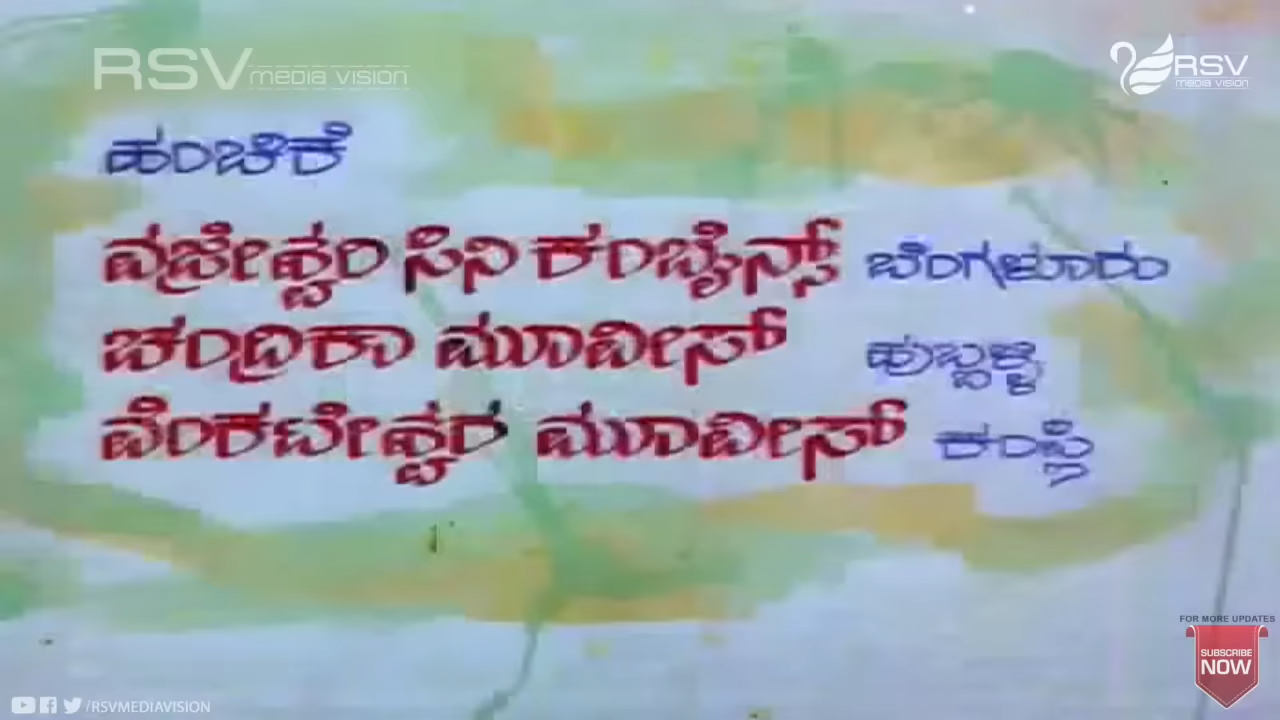 RSV media vision
RSV media vision
ಹಂಚಿಕೆ
ವಜ್ರೇಶ್ವರಿ ಸಿನಿ ಕಂಬೈನ್ಸ್ ಬೆಂಗಳೂರು
ಚಂದ್ರಿಕಾ ಮೂವೀಸ್ ಹುಬ್ಬಳ್ಳಿ
ವೆಂಕಟೇಶ್ವರ ಮೂವೀಸ್ ಕಂಪ್ಲಿ
FOR MORE UPDATES
SUBSCRIBE
NOW
/RSVMEDIAVISION